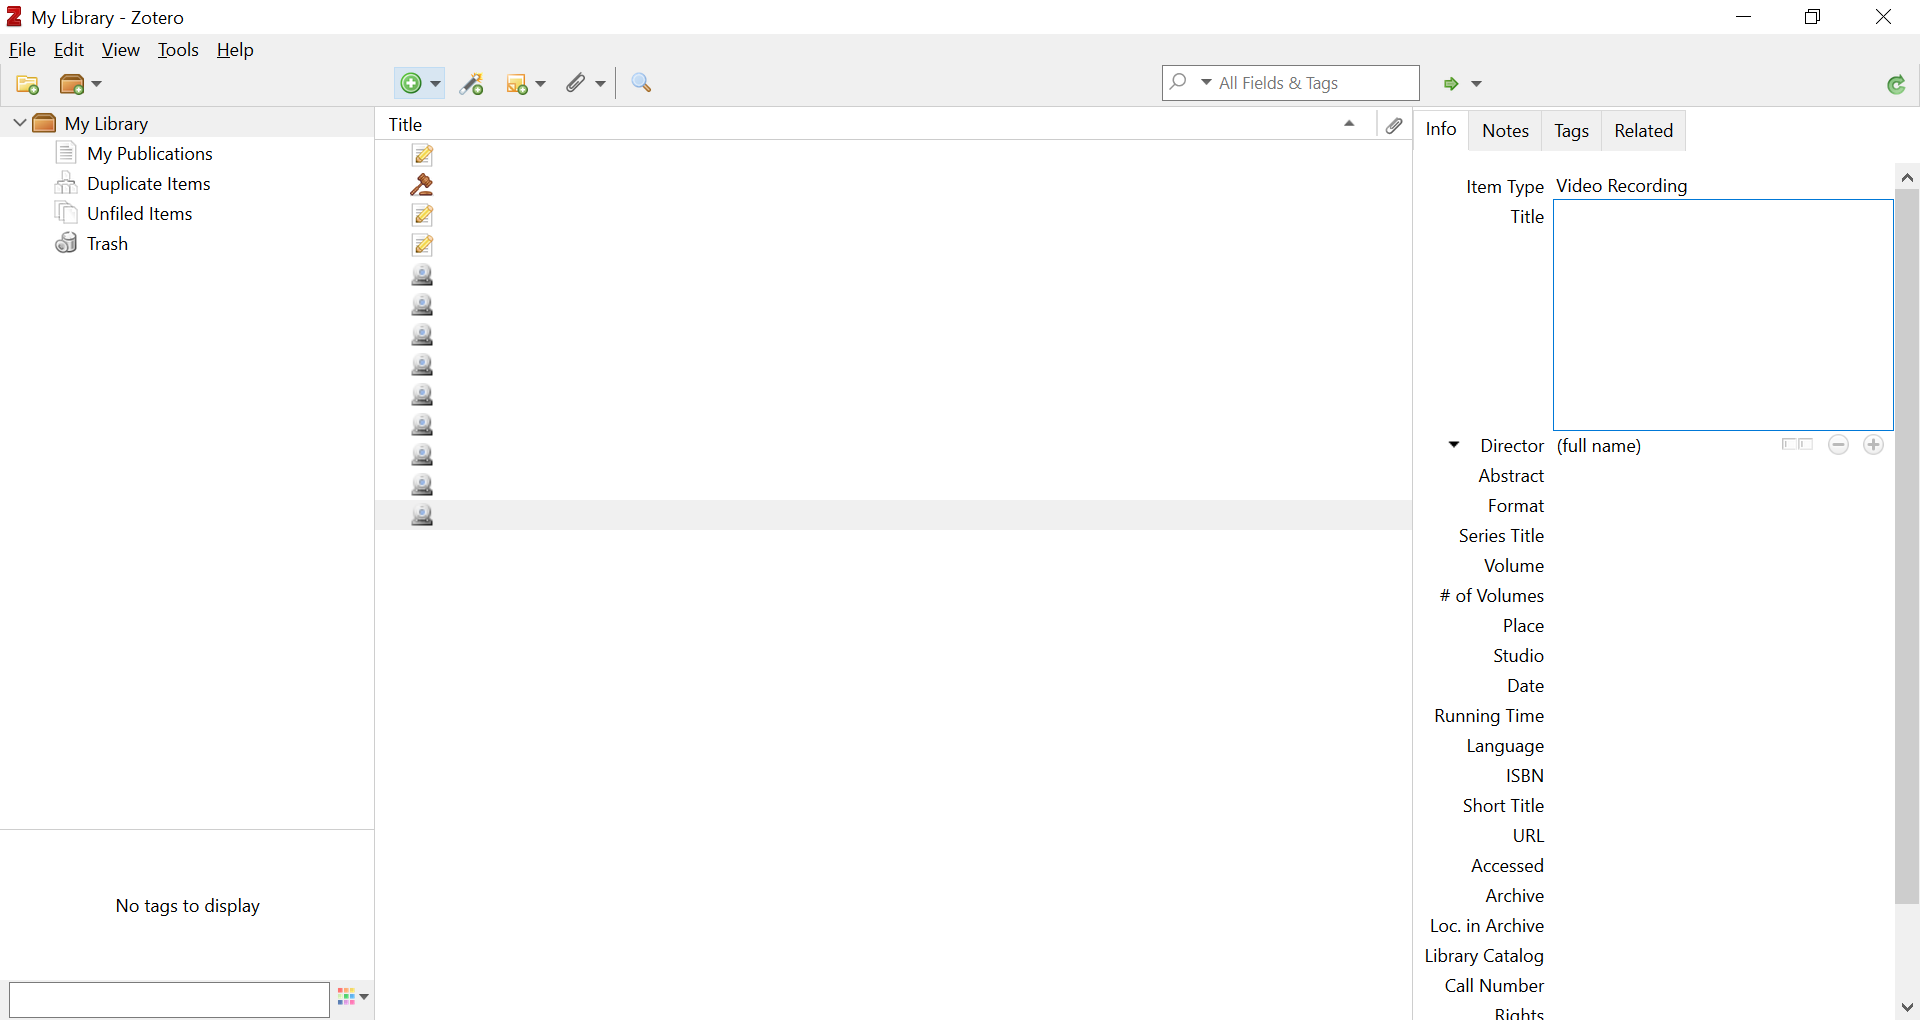 My Library - Zotero
File Edit View Tools Help
All Fields & Tags
My Library
My Publications
Duplicate Items
Unfiled Items
Trash
No tags to display
Title
Info Notes Tags Related
Item Type Video Recording
Title
Director (full name)
Abstract
Format
Series Title
Volume
# of Volumes
Place
Studio
Date
Running Time
Language
ISBN
Short Title
URL
Accessed
Archive
Loc. in Archive
Library Catalog
Call Number
Rights